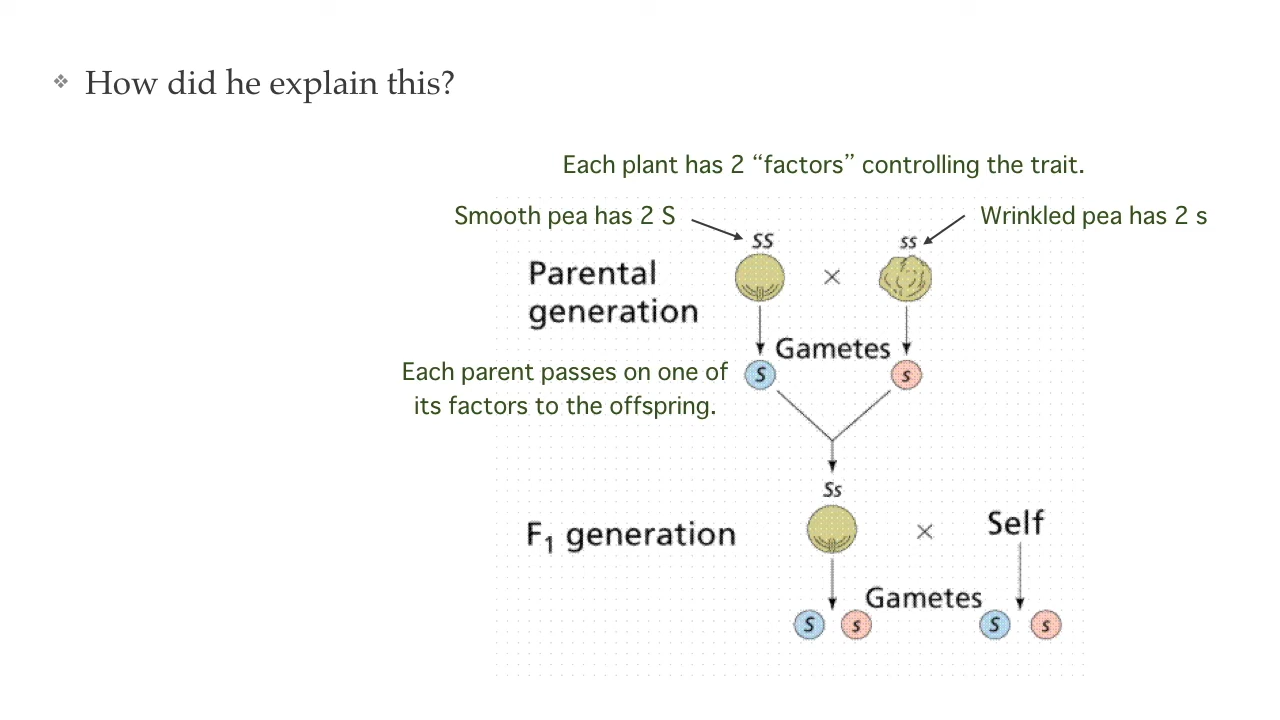 How did he explain this?
Each plant has 2 “factors” controlling the trait.
Smooth pea has 2 S
Wrinkled pea has 2 s
SS
ss
Parental
generation
×
Gametes
Each parent passes on one of
its factors to the offspring.
S
s
Ss
F₁ generation
×
Self
Gametes
S s S s